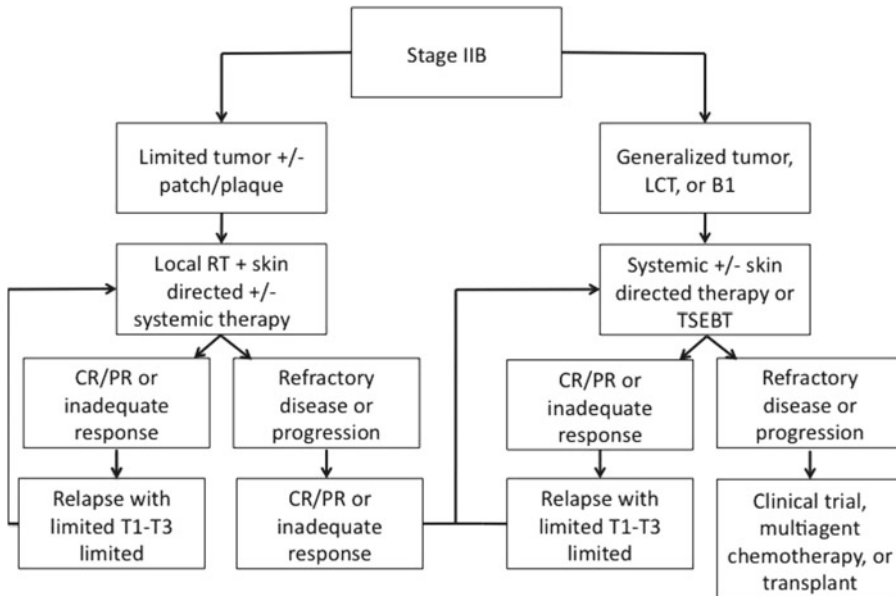 Stage IIB
Limited tumor +/-
patch/plaque
Generalized tumor,
LCT, or B1
Local RT + skin
directed +/-
systemic therapy
Systemic +/- skin
directed therapy or
TSEBT
CR/PR or
inadequate
response
Refractory
disease or
progression
CR/PR or
inadequate
response
Refractory
disease or
progression
Relapse with
limited T1-T3
limited
CR/PR or
inadequate
response
Relapse with
limited T1-T3
limited
Clinical trial,
multiagent
chemotherapy, or
transplant